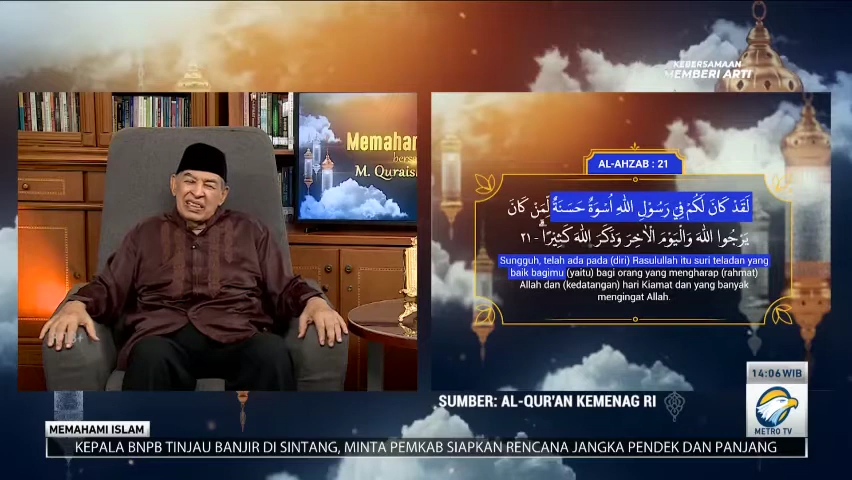 KEBERSAMAAN
MEMBERI ARTI
Memaham
bersa
M. Qurais
AL-AHZAB : 21
لَقَدْ كَانَ لَكُمْ فِيْ رَسُوْلِ اللّٰهِ اُسْوَةٌ حَسَنَةٌ لِّمَنْ كَانَ
يَرْجُوا اللّٰهَ وَالْيَوْمَ الْاٰخِرَ وَذَكَرَ اللّٰهَ كَثِيْرًاۗ - ٢١
Sungguh, telah ada pada (diri) Rasulullah itu suri teladan yang
baik bagimu (yaitu) bagi orang yang mengharap (rahmat)
Allah dan (kedatangan) hari Kiamat dan yang banyak
mengingat Allah.
14:06 WIB
SUMBER: AL-QUR'AN KEMENAG RI
METRO TV
MEMAHAMI ISLAM
KEPALA BNPB TINJAU BANJIR DI SINTANG, MINTA PEMKAB SIAPKAN RENCANA JANGKA PENDEK DAN PANJANG